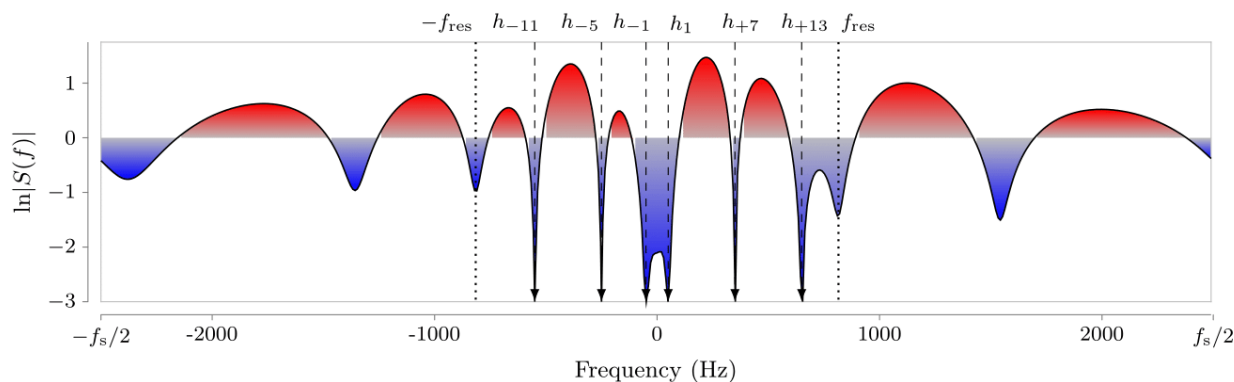 −f_res h_−11 h_−5 h_−1 h_1 h_+7 h_+13 f_res
1
0
−1
−2
−3
ln|S(f)|
−f_s/2 -2000 -1000 0 1000 2000 f_s/2
Frequency (Hz)